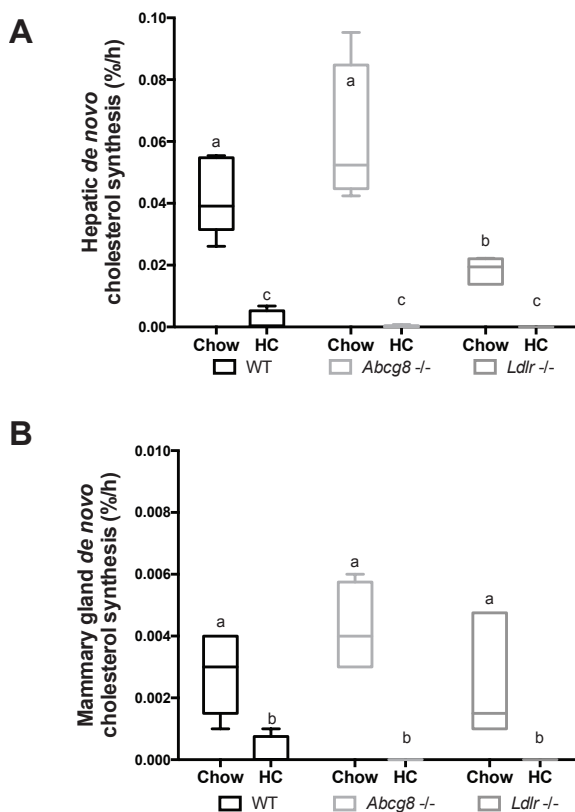 A
Hepatic de novo
cholesterol synthesis (%/h)
0.10
0.08
0.06
0.04
0.02
0.00
a
c
a
c
b
c
Chow HC Chow HC Chow HC
WT Abcg8 -/- Ldlr -/-
B
Mammary gland de novo
cholesterol synthesis (%/h)
0.010
0.008
0.006
0.004
0.002
0.000
a
b
a
b
a
b
Chow HC Chow HC Chow HC
WT Abcg8 -/- Ldlr -/-